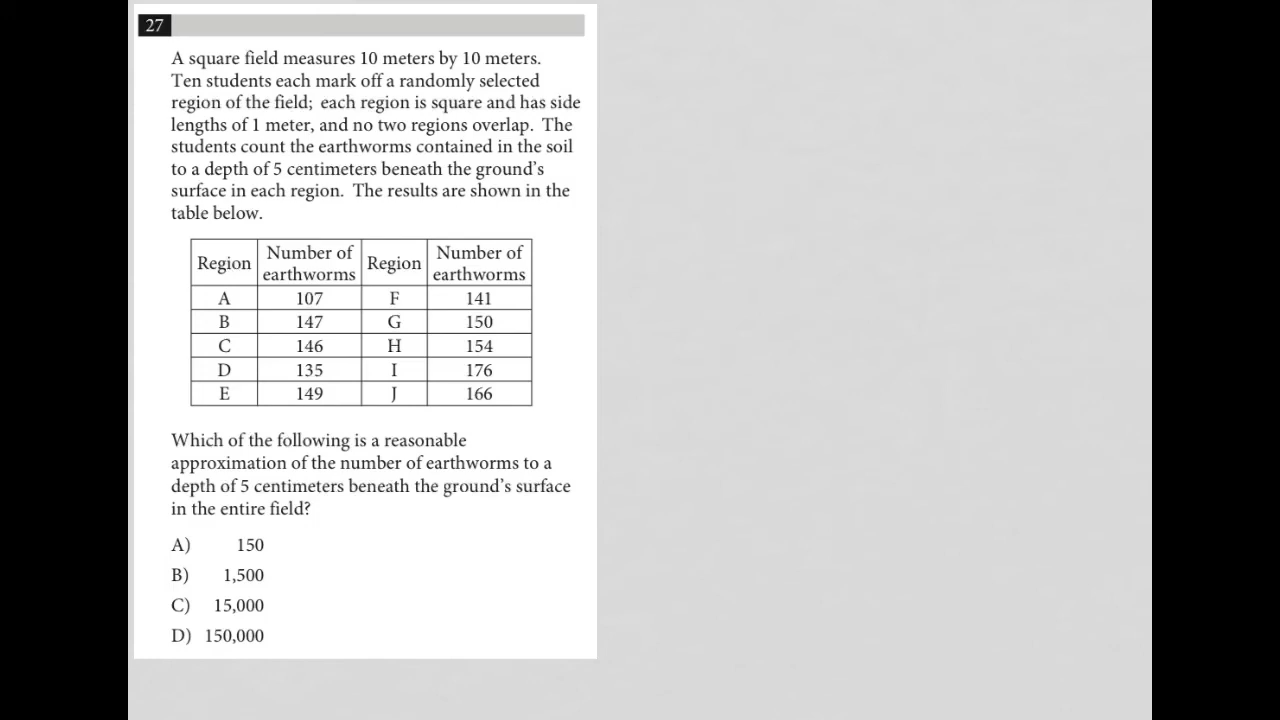 27
A square field measures 10 meters by 10 meters.
Ten students each mark off a randomly selected
region of the field; each region is square and has side
lengths of 1 meter, and no two regions overlap. The
students count the earthworms contained in the soil
to a depth of 5 centimeters beneath the ground's
surface in each region. The results are shown in the
table below.
Region Number of earthworms Region Number of earthworms
A 107 F 141
B 147 G 150
C 146 H 154
D 135 I 176
E 149 J 166
Which of the following is a reasonable
approximation of the number of earthworms to a
depth of 5 centimeters beneath the ground's surface
in the entire field?
A) 150
B) 1,500
C) 15,000
D) 150,000